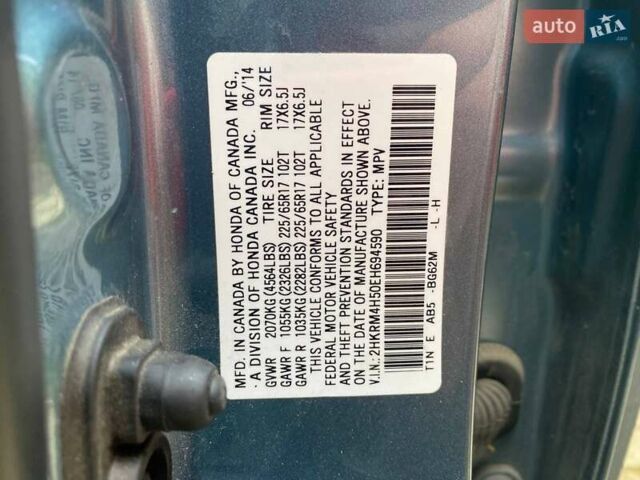 MFD. IN CANADA BY HONDA OF CANADA MFG.,
A DIVISION OF HONDA CANADA INC. 06/14
GVWR 2070KG (4564LBS) TIRE SIZE RIM SIZE
GAWR F 1055KG (2326LBS) 225/65R17 102T 17X6.5J
GAWR R 1035KG (2282LBS) 225/65R17 102T 17X6.5J
THIS VEHICLE CONFORMS TO ALL APPLICABLE
FEDERAL MOTOR VEHICLE SAFETY
AND THEFT PREVENTION STANDARDS IN EFFECT
ON THE DATE OF MANUFACTURE SHOWN ABOVE.
V.I.N.: 2HKRM4H50EH694590 TYPE: MPV
T1N E AB5 -BG62M -L -H
auto RIA .com